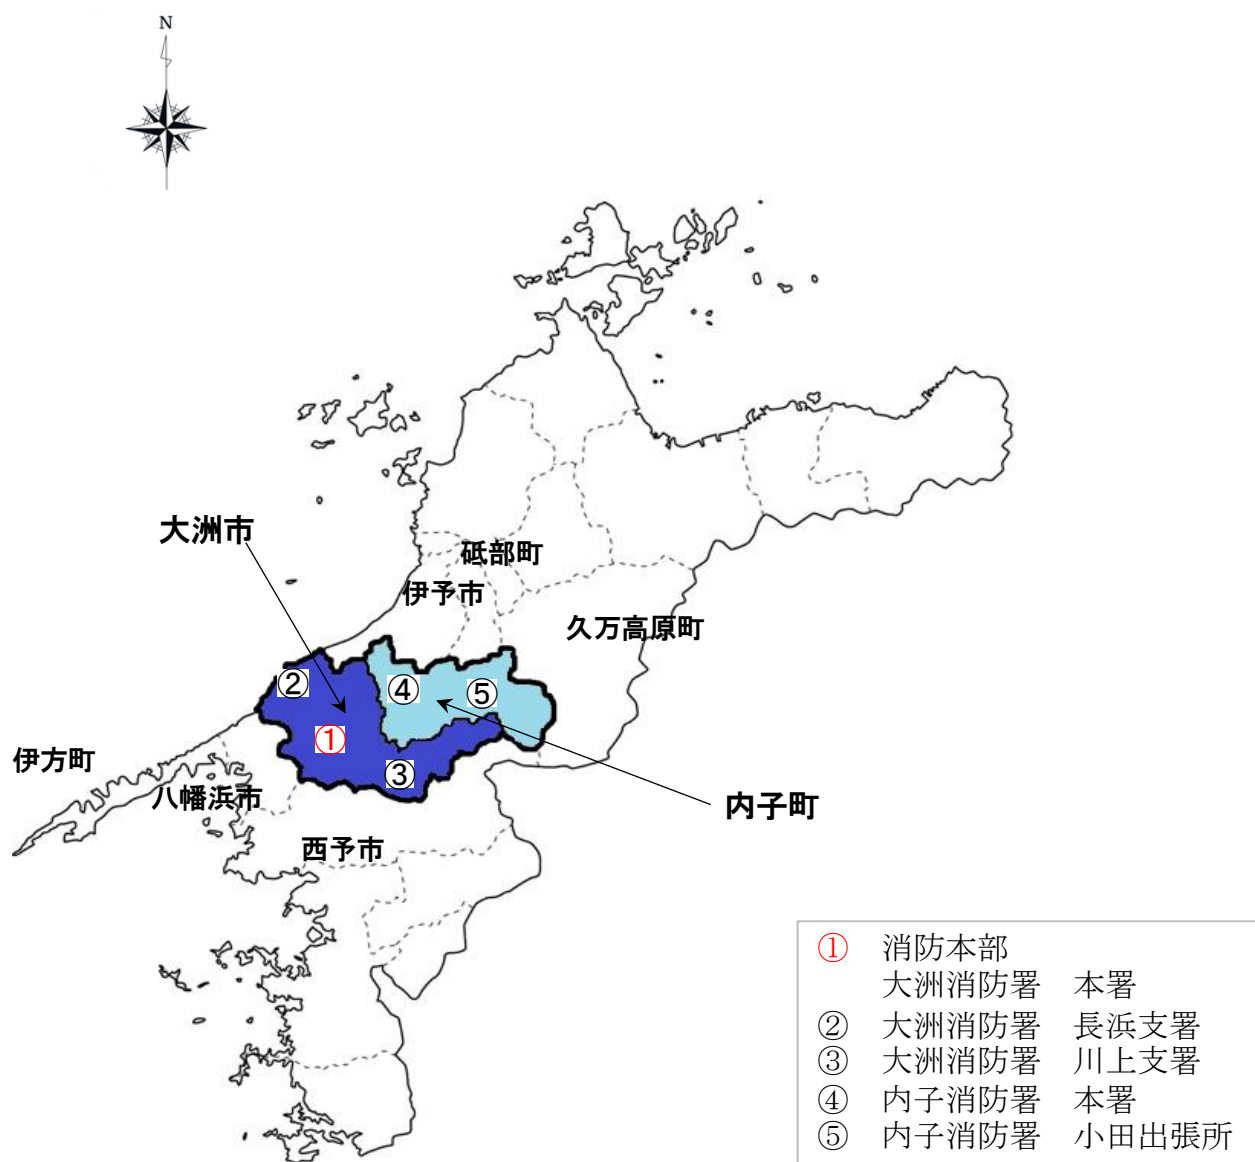 N
大洲市
砥部町
伊予市
久万高原町
②
④
⑤
①
③
伊方町
八幡浜市
内子町
西予市
① 消防本部
大洲消防署 本署
② 大洲消防署 長浜支署
③ 大洲消防署 川上支署
④ 内子消防署 本署
⑤ 内子消防署 小田出張所